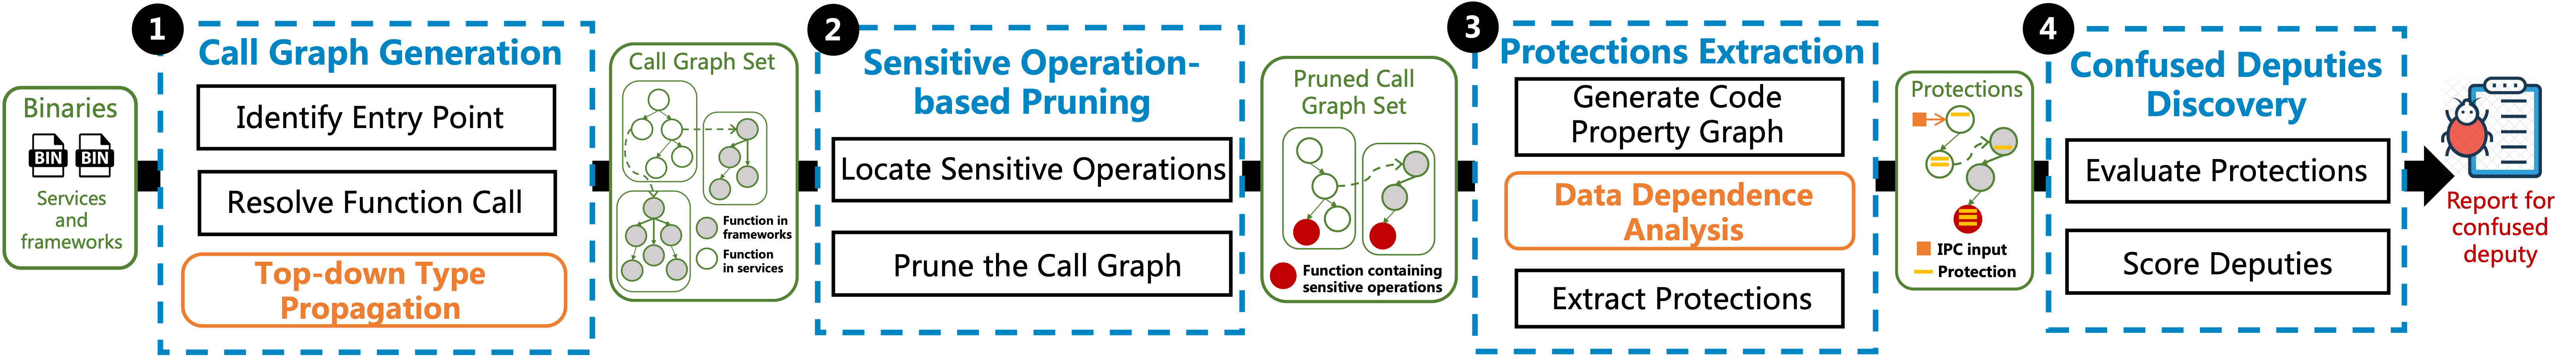 Binaries
BIN
BIN
Services
and
frameworks
1
Call Graph Generation
Identify Entry Point
Resolve Function Call
Top-down Type
Propagation
Call Graph Set
Function in
frameworks
Function
in services
2
Sensitive Operation-
based Pruning
Locate Sensitive Operations
Prune the Call Graph
Pruned Call
Graph Set
Function containing
sensitive operations
3
Protections Extraction
Generate Code
Property Graph
Data Dependence
Analysis
Extract Protections
Protections
IPC input
Protection
4
Confused Deputies
Discovery
Evaluate Protections
Score Deputies
Report for
confused
deputy